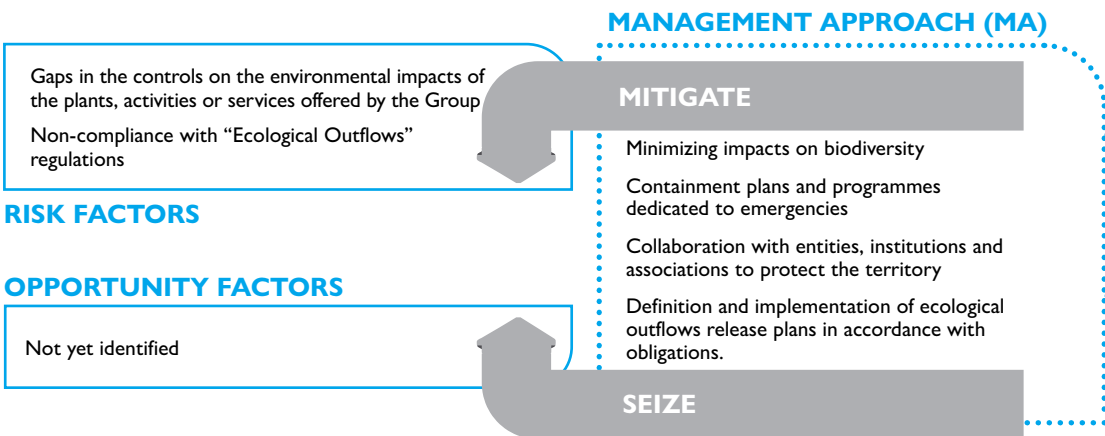 MANAGEMENT APPROACH (MA)
Gaps in the controls on the environmental impacts of
the plants, activities or services offered by the Group
Non-compliance with “Ecological Outflows”
regulations
RISK FACTORS
OPPORTUNITY FACTORS
Not yet identified
MITIGATE
Minimizing impacts on biodiversity
Containment plans and programmes
dedicated to emergencies
Collaboration with entities, institutions and
associations to protect the territory
Definition and implementation of ecological
outflows release plans in accordance with
obligations.
SEIZE